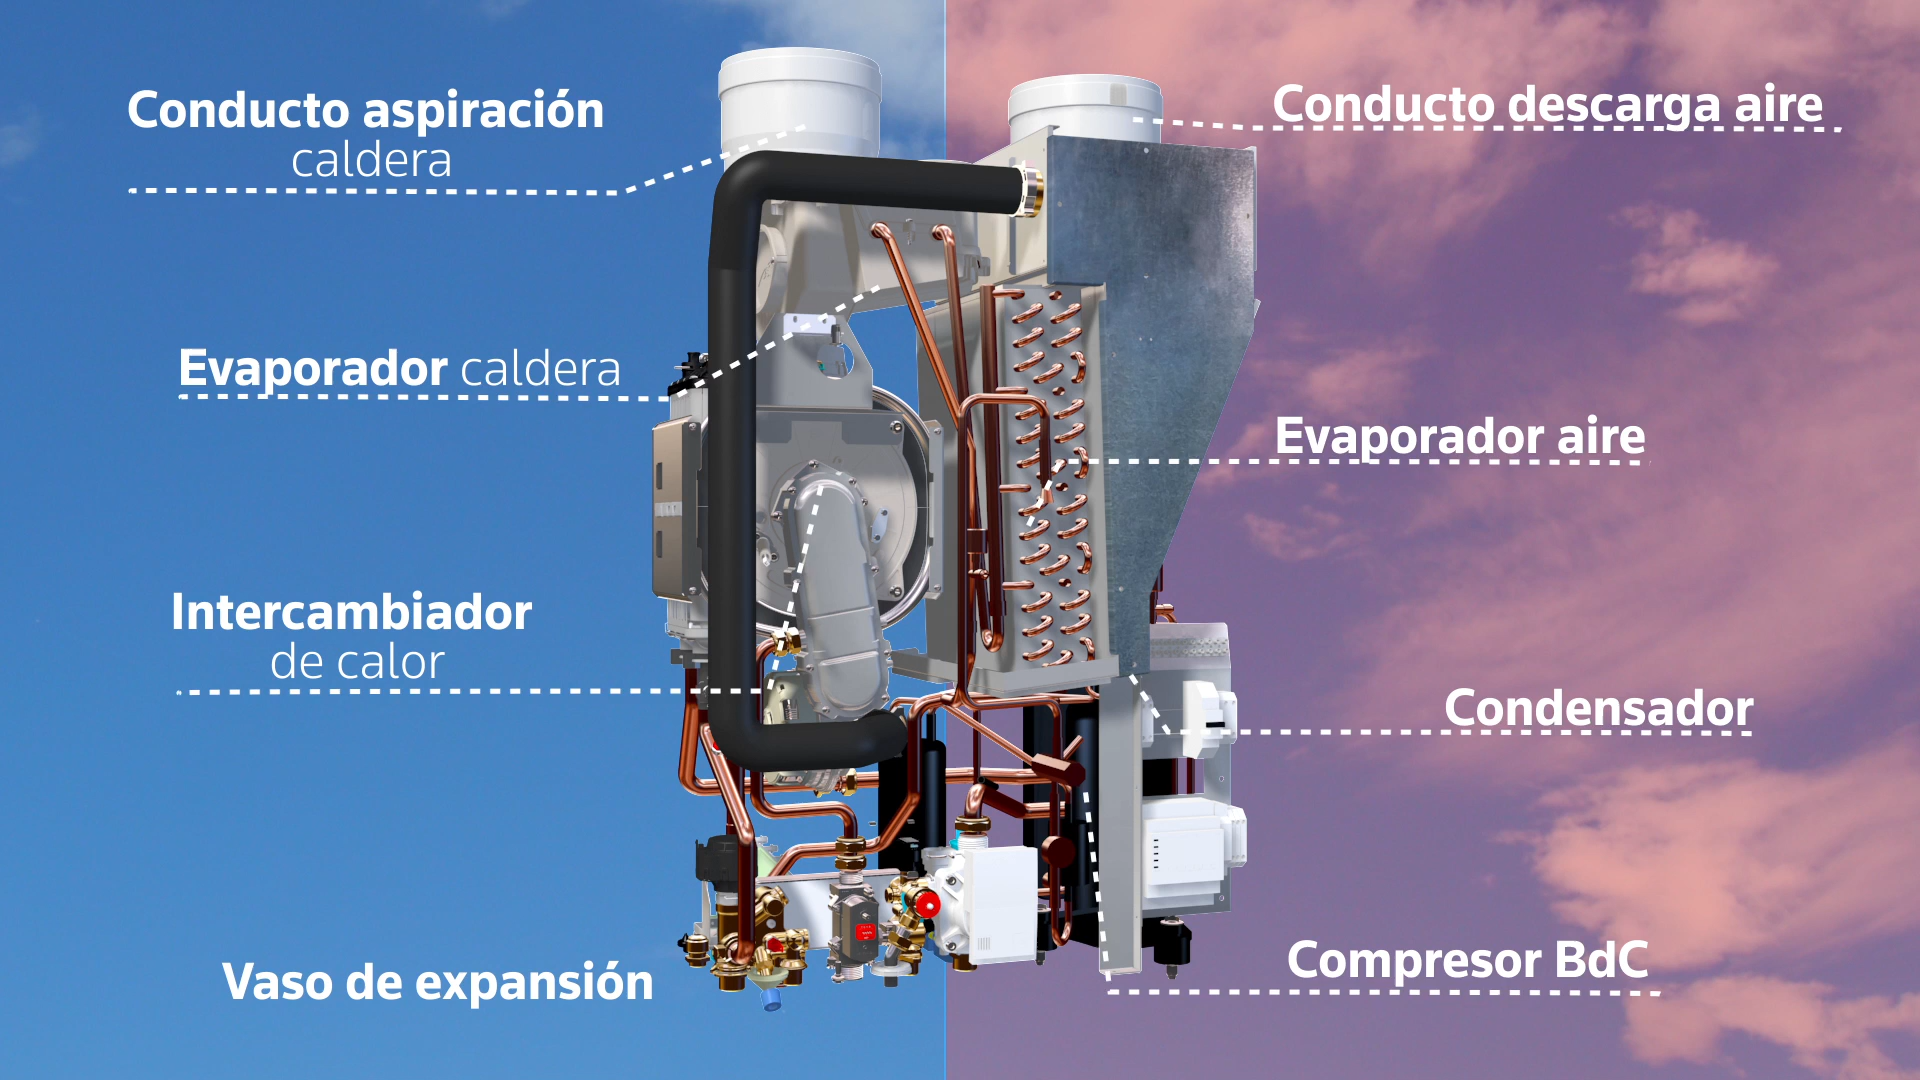 Conducto aspiración
caldera
Evaporador caldera
Intercambiador
de calor
Vaso de expansión
Conducto descarga aire
Evaporador aire
Condensador
Compresor BdC